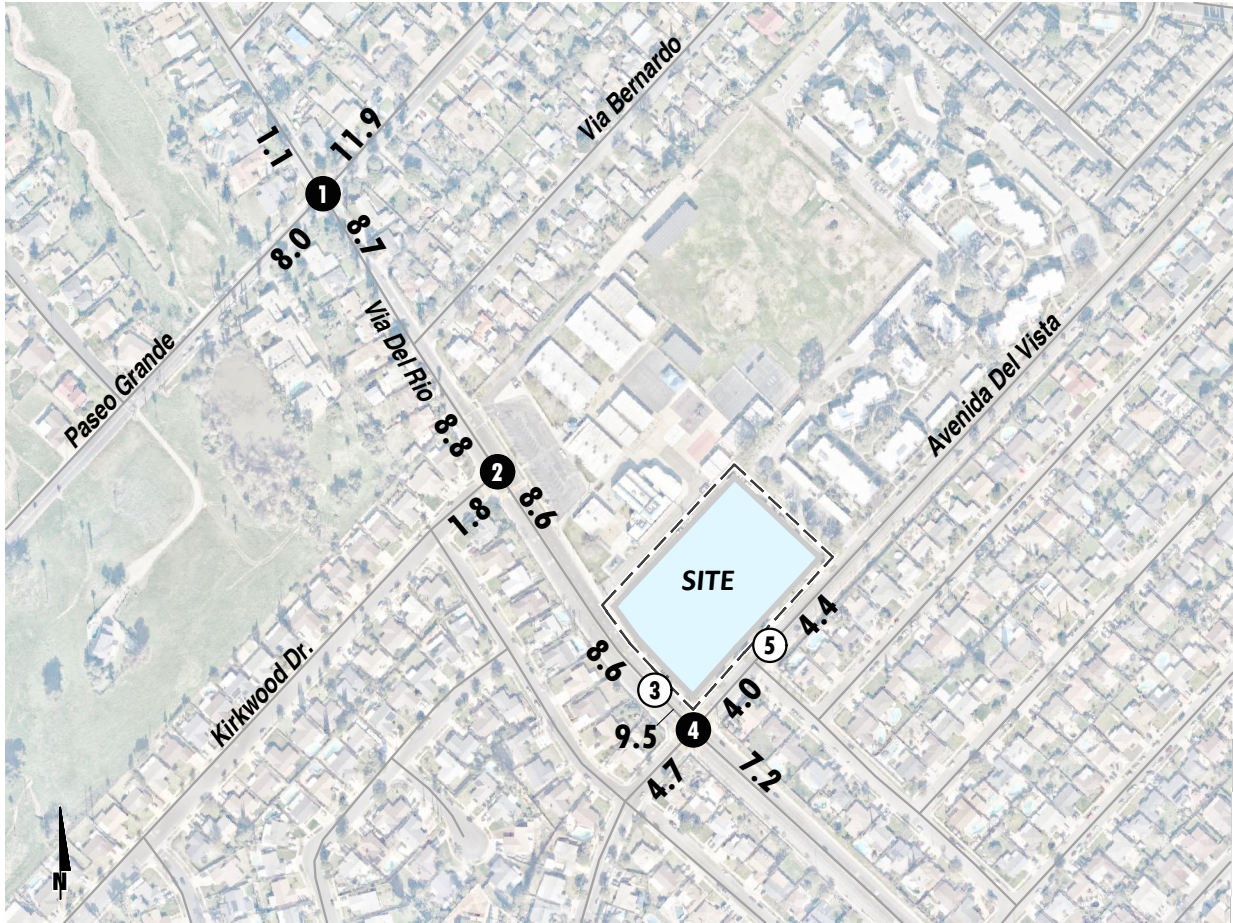 Via Bernardo
11.9
1.1
1
8.7
8.0
Via Del Rio
Paseo Grande
Avenida Del Vista
8.8
2
8.6
1.8
SITE
4.4
5
8.6
3
Kirkwood Dr.
4.0
9.5
4
7.2
4.7
N